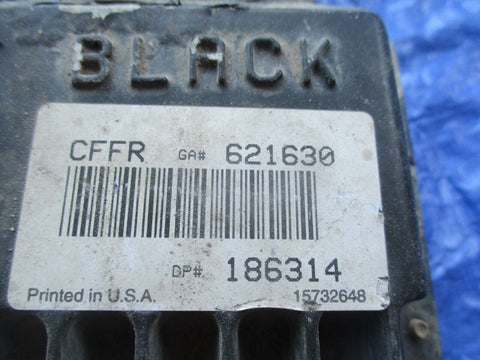 BLACK
CFFR GA# 621630
DP# 186314
Printed in U.S.A. 15732648